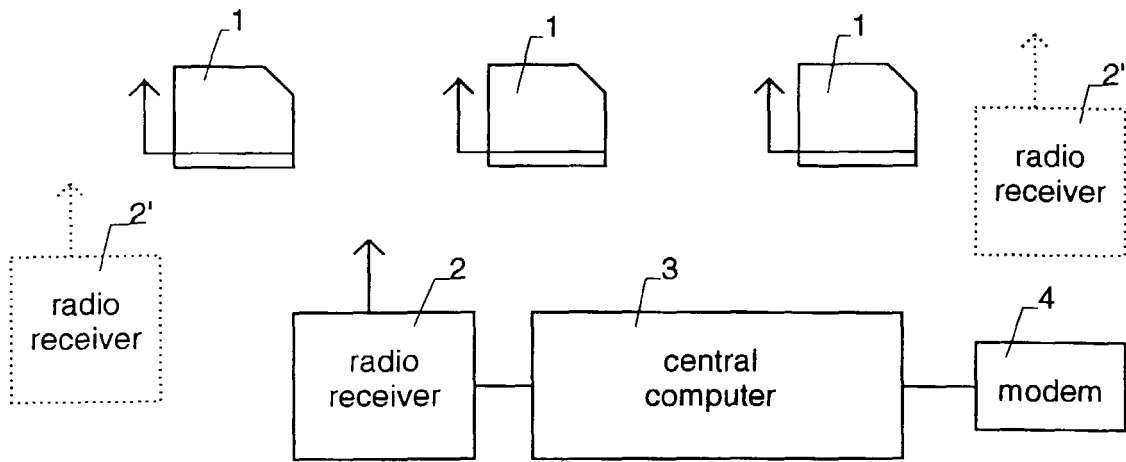 1
1
1
2'
radio
receiver
2'
radio
receiver
2
radio
receiver
3
central
computer
4
modem